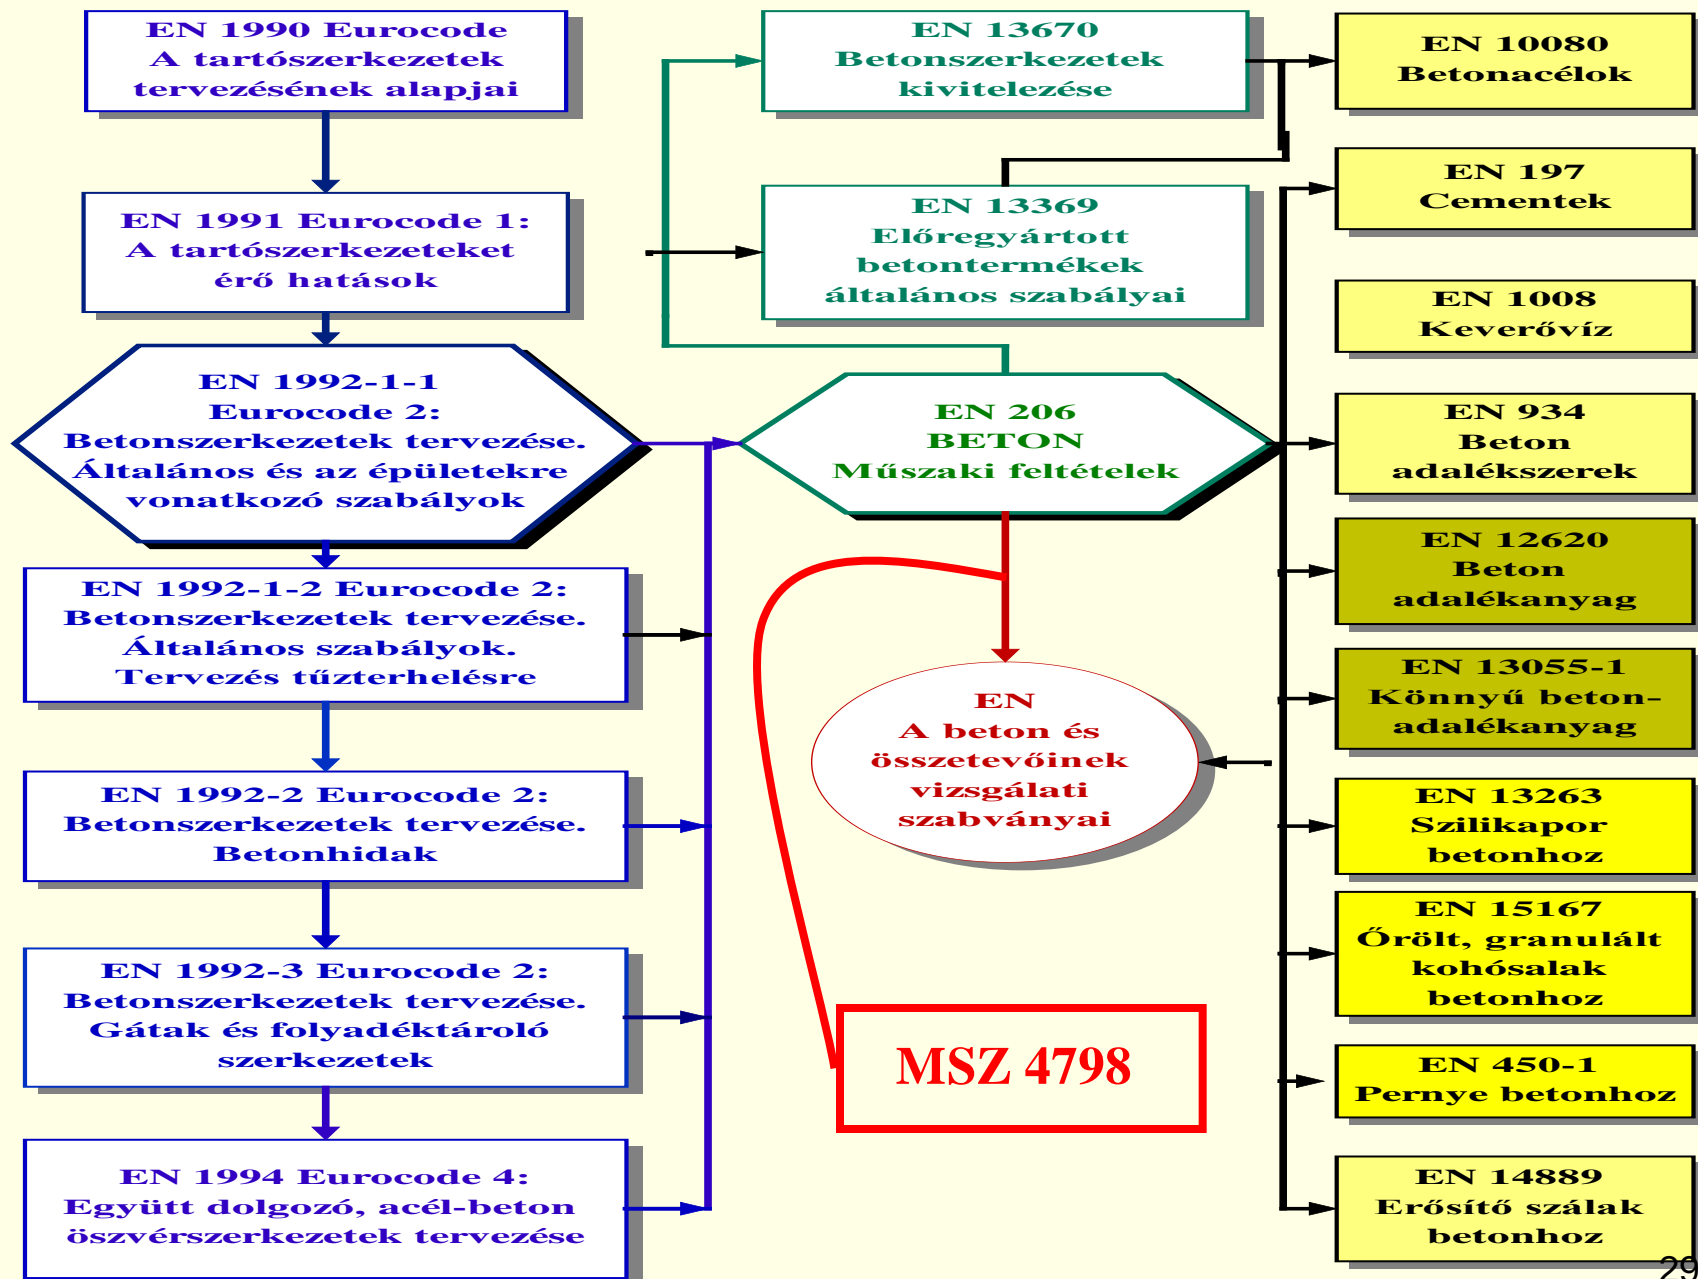 EN 1990 Eurocode
A tartószerkezetek
tervezésének alapjai
EN 1991 Eurocode 1:
A tartószerkezeteket
érő hatások
EN 1992-1-1
Eurocode 2:
Betonszerkezetek tervezése.
Általános és az épületekre
vonatkozó szabályok
EN 1992-1-2 Eurocode 2:
Betonszerkezetek tervezése.
Általános szabályok.
Tervezés tűzterhelésre
EN 1992-2 Eurocode 2:
Betonszerkezetek tervezése.
Betonhidak
EN 1992-3 Eurocode 2:
Betonszerkezetek tervezése.
Gátak és folyadéktároló
szerkezetek
EN 1994 Eurocode 4:
Együtt dolgozó, acél-beton
öszvérszerkezetek tervezése
EN 13670
Betonszerkezetek
kivitelezése
EN 13369
Előregyártott
betontermékek
általános szabályai
EN 206
BETON
Műszaki feltételek
EN
A beton és
összetevőinek
vizsgálati
szabványai
MSZ 4798
EN 10080
Betonacélok
EN 197
Cementek
EN 1008
Keverővíz
EN 934
Beton
adalékszerek
EN 12620
Beton
adalékanyag
EN 13055-1
Könnyű beton-
adalékanyag
EN 13263
Szilikapor
betonhoz
EN 15167
Őrölt, granulált
kohósalak
betonhoz
EN 450-1
Pernye betonhoz
EN 14889
Erősítő szálak
betonhoz
29